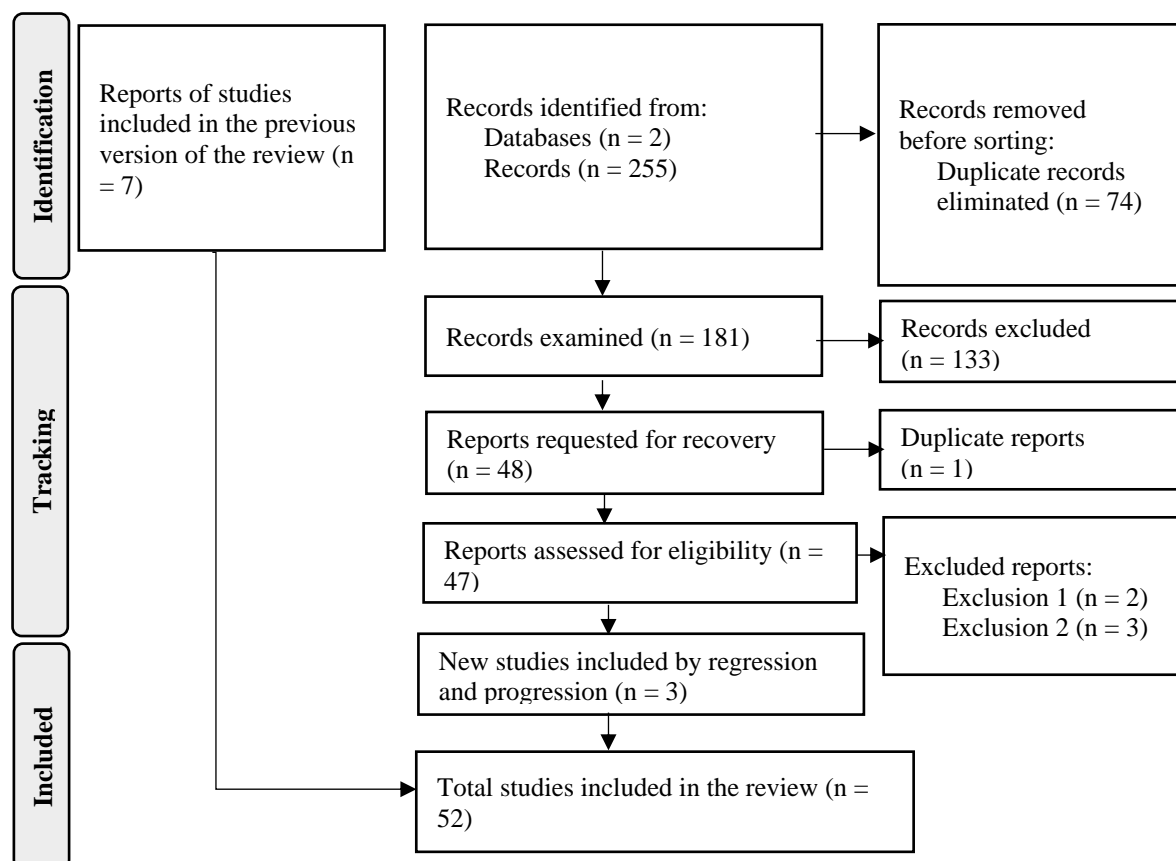 Identification
Reports of studies
included in the previous
version of the review (n
= 7)
Records identified from:
Databases (n = 2)
Records (n = 255)
Records removed
before sorting:
Duplicate records
eliminated (n = 74)
Tracking
Records examined (n = 181)
Records excluded
(n = 133)
Reports requested for recovery
(n = 48)
Duplicate reports
(n = 1)
Reports assessed for eligibility (n =
47)
Excluded reports:
Exclusion 1 (n = 2)
Exclusion 2 (n = 3)
Included
New studies included by regression
and progression (n = 3)
Total studies included in the review (n =
52)